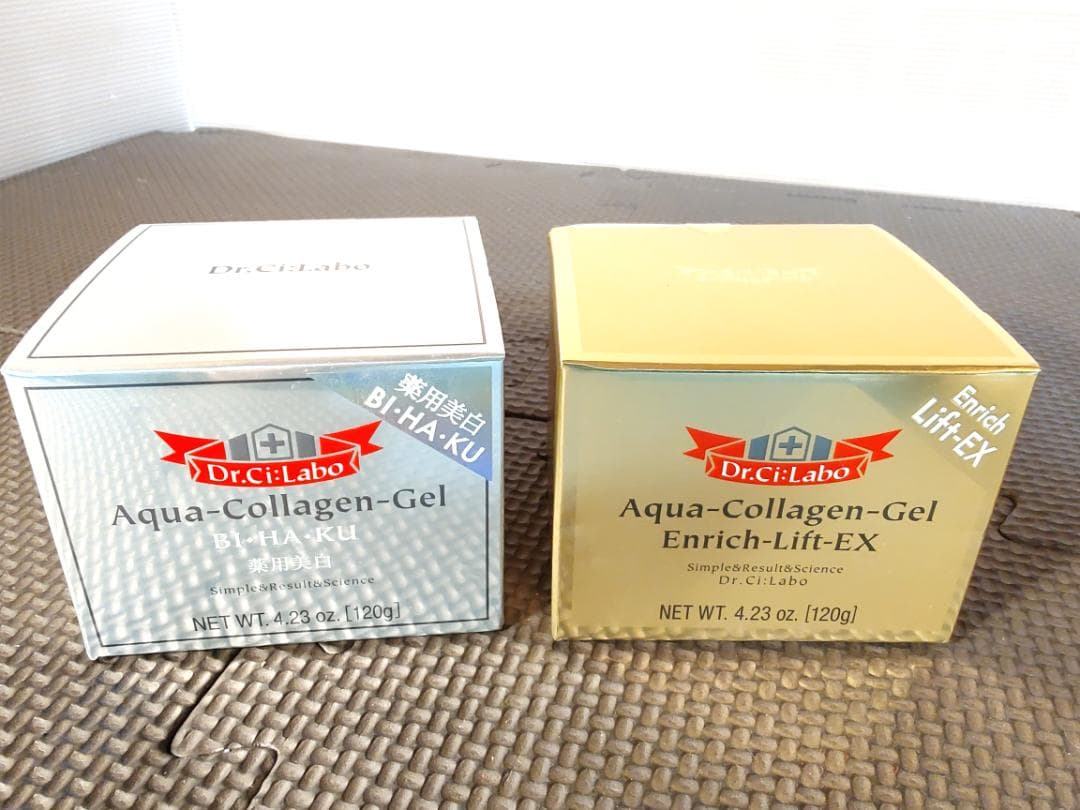 Dr.Ci:Labo
薬用美白
BI・HA・KU
Dr.Ci:Labo
Aqua-Collagen-Gel
BI・HA・KU
薬用美白
Simple&Result&Science
NET WT. 4.23 oz. [120g]
Enrich
Lift-EX
Dr.Ci:Labo
Aqua-Collagen-Gel
Enrich-Lift-EX
Simple&Result&Science
Dr.Ci:Labo
NET WT. 4.23 oz. [120g]